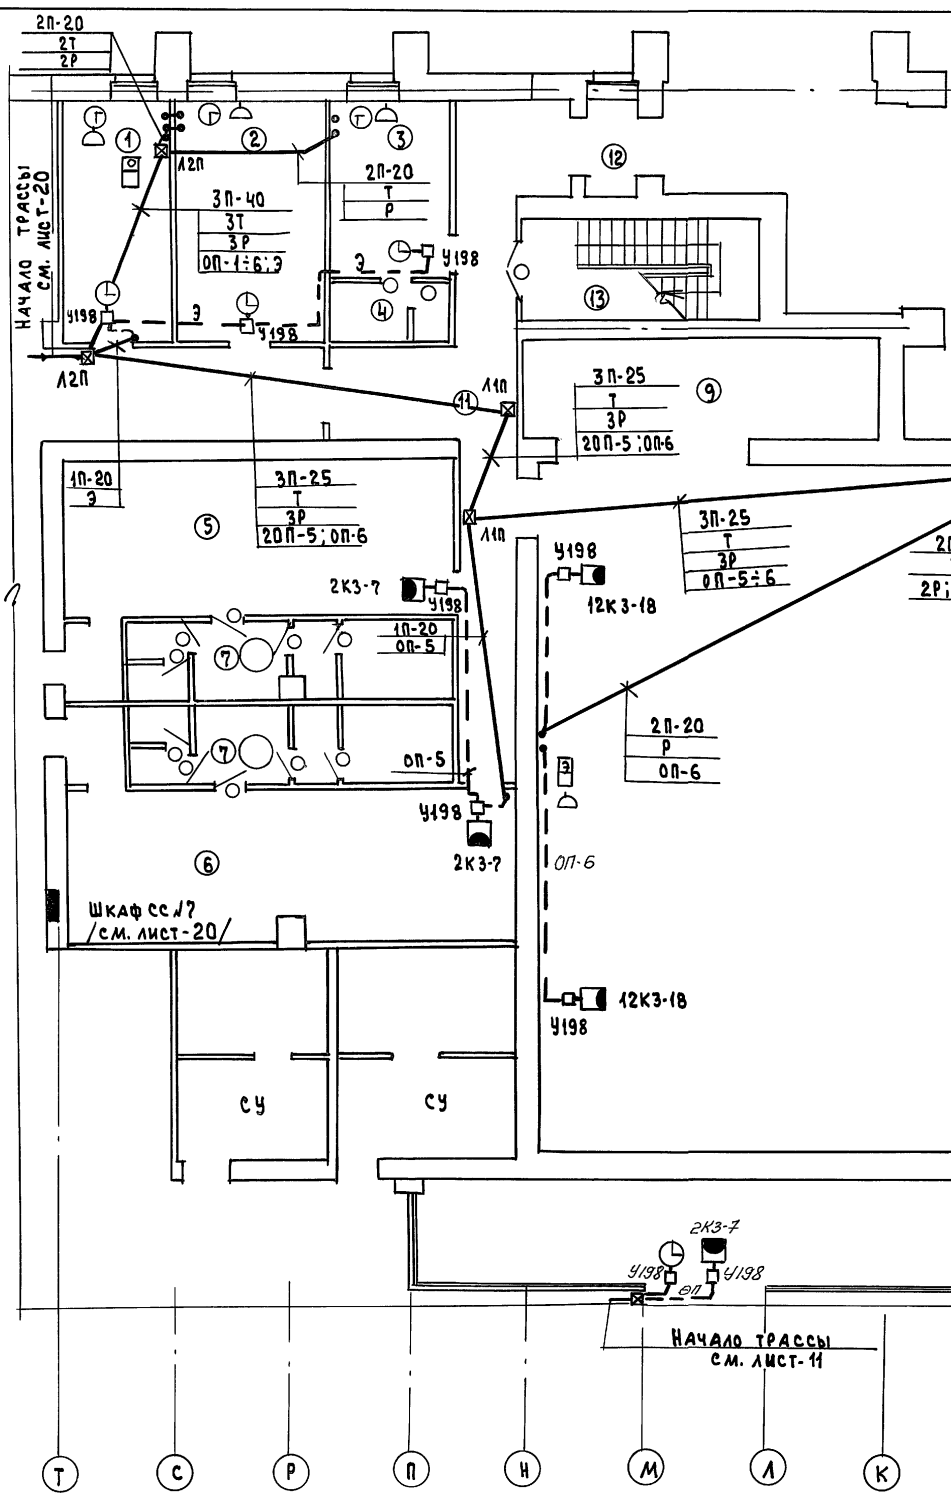 2П-20
2Т
2Р
Г
1
Г
2
Г
3
Л2П
12
НАЧАЛО ТРАССЫ
СМ. ЛИСТ-20
3П-40
3Т
3Р
ОП-1÷6;Э
2П-20
Т
Р
Э
У198
У198
Э
У198
4
13
Л2П
11
Л1П
3П-25
Т
3Р
2ОП-5;ОП-6
9
1П-20
Э
3П-25
Т
3Р
2ОП-5;ОП-6
5
Л1П
3П-25
Т
3Р
ОП-5÷6
2Р;
У198
12КЗ-18
2КЗ-7
У198
1П-20
ОП-5
7
7
2П-20
Р
ОП-6
ОП-5
Э
У198
2КЗ-7
ОП-6
6
ШКАФ СС №7
СМ. ЛИСТ-20
12КЗ-18
У198
СУ
СУ
2КЗ-7
У198
У198
ОП
НАЧАЛО ТРАССЫ
СМ. ЛИСТ-11
Т
С
Р
П
Н
М
Л
К